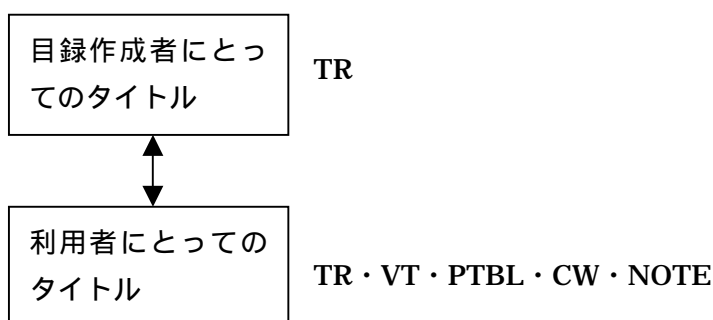 目録作成者にとっ
てのタイトル
TR
利用者にとっての
タイトル
TR・VT・PTBL・CW・NOTE